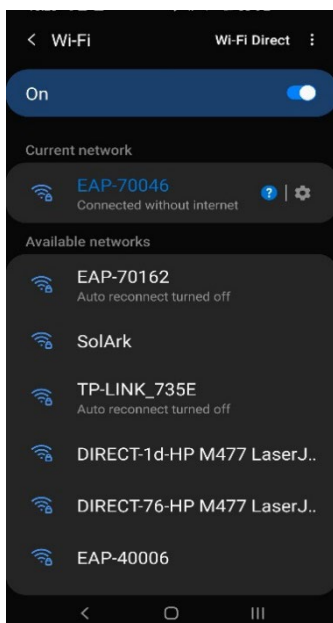 Wi-Fi Wi-Fi Direct
On
Current network
EAP-70046
Connected without internet
?
Available networks
EAP-70162
Auto reconnect turned off
SolArk
TP-LINK_735E
Auto reconnect turned off
DIRECT-1d-HP M477 LaserJ..
DIRECT-76-HP M477 LaserJ..
EAP-40006